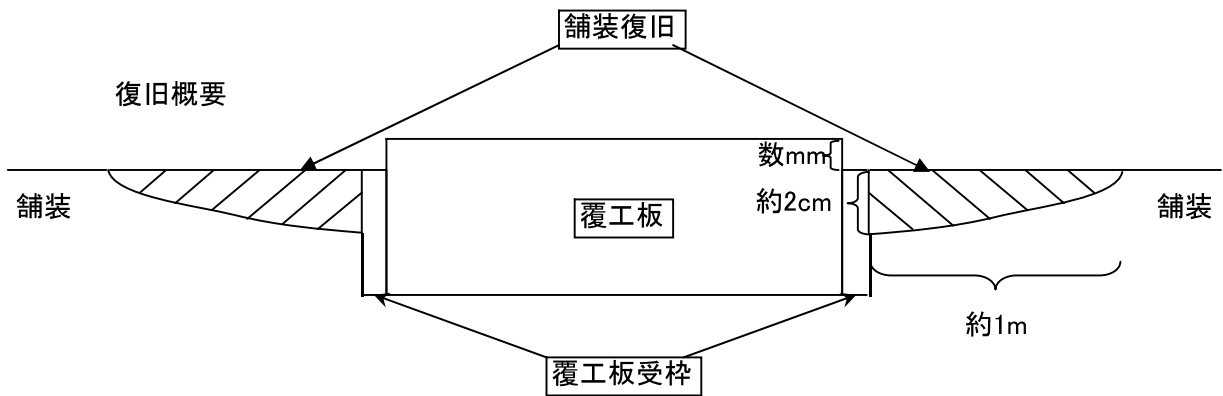 舗装復旧
復旧概要
数mm
舗装
約2cm
覆工板
舗装
約1m
覆工板受枠